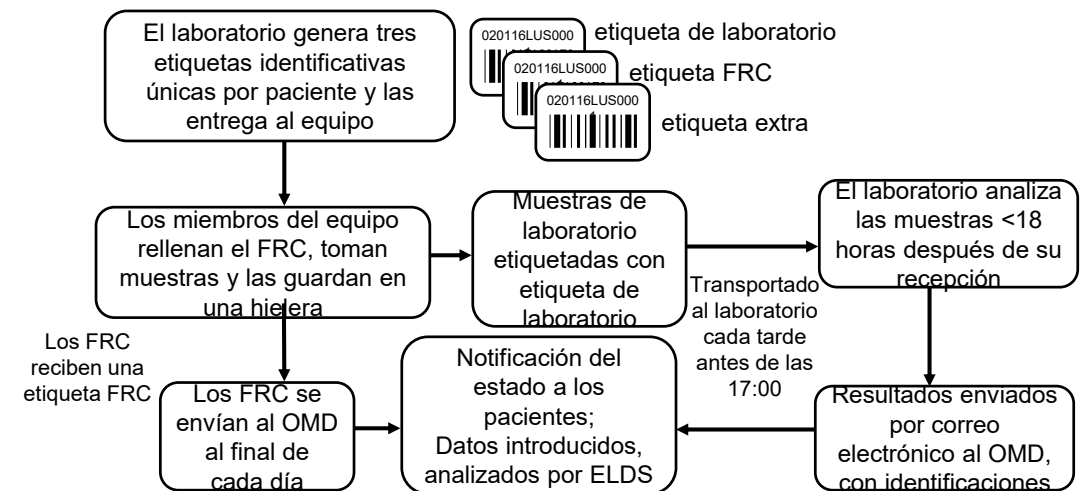 El laboratorio genera tres
etiquetas identificativas
únicas por paciente y las
entrega al equipo
020116LUS000
etiqueta de laboratorio
020116LUS000
etiqueta FRC
020116LUS000
etiqueta extra
Los miembros del equipo
rellenan el FRC, toman
muestras y las guardan en
una hielera
Muestras de
laboratorio
etiquetadas con
etiqueta de
laboratorio
Transportado
al laboratorio
cada tarde
antes de las
17:00
El laboratorio analiza
las muestras <18
horas después de su
recepción
Los FRC
reciben una
etiqueta FRC
Los FRC se
envían al OMD
al final de
cada día
Notificación del
estado a los
pacientes;
Datos introducidos,
analizados por ELDS
Resultados enviados
por correo
electrónico al OMD,
con identificaciones